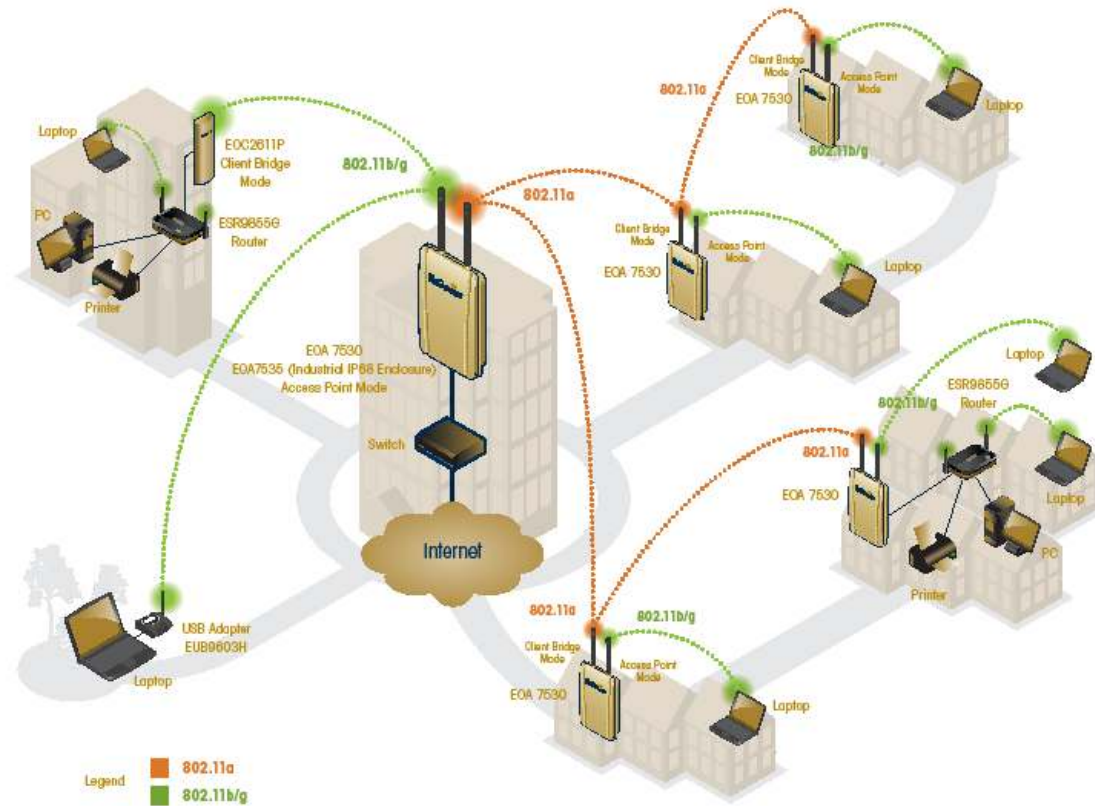 Client Bridge
Mode
802.11a
EOA 7530
Access Point
Mode
Laptop
802.11b/g
Laptop
EOC2611P
Client Bridge
Mode
802.11b/g
PC
ESR9855G
Router
Printer
802.11a
Client Bridge
Mode
Access Point
Mode
EOA 7530
Laptop
EOA 7530
EOA7535 (Industrial IP68 Enclosure)
Access Point Mode
Switch
Internet
Laptop
ESR9855G
Router
802.11b/g
802.11a
EOA 7530
Laptop
PC
Printer
802.11a
802.11b/g
Client Bridge
Mode
Access Point
Mode
EOA 7530
Laptop
USB Adapter
EUB9603H
Laptop
Legend
802.11a
802.11b/g